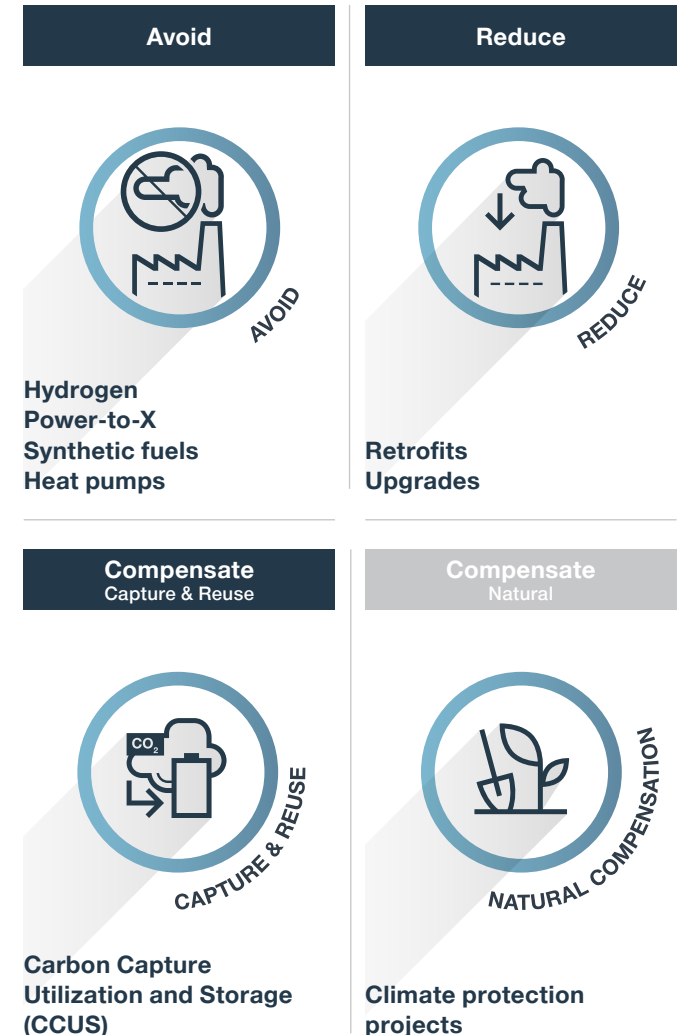 Avoid
AVOID
Hydrogen
Power-to-X
Synthetic fuels
Heat pumps
Reduce
REDUCE
Retrofits
Upgrades
Compensate
Capture & Reuse
CO₂
CAPTURE & REUSE
Carbon Capture
Utilization and Storage
(CCUS)
Compensate
Natural
NATURAL COMPENSATION
Climate protection
projects